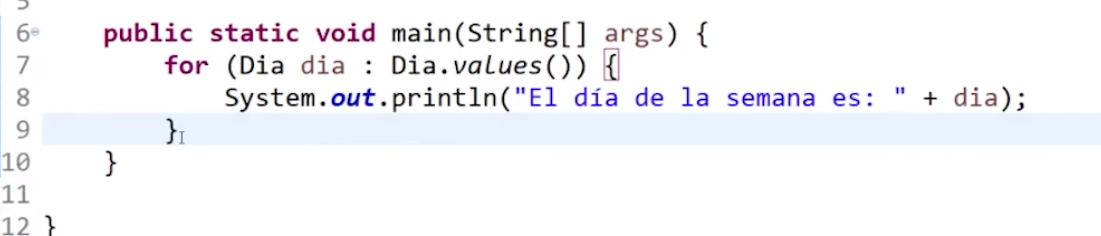 5
6 public static void main(String[] args) {
7 for (Dia dia : Dia.values()) {
8 System.out.println("El día de la semana es: " + dia);
9 }
10 }
11
12 }